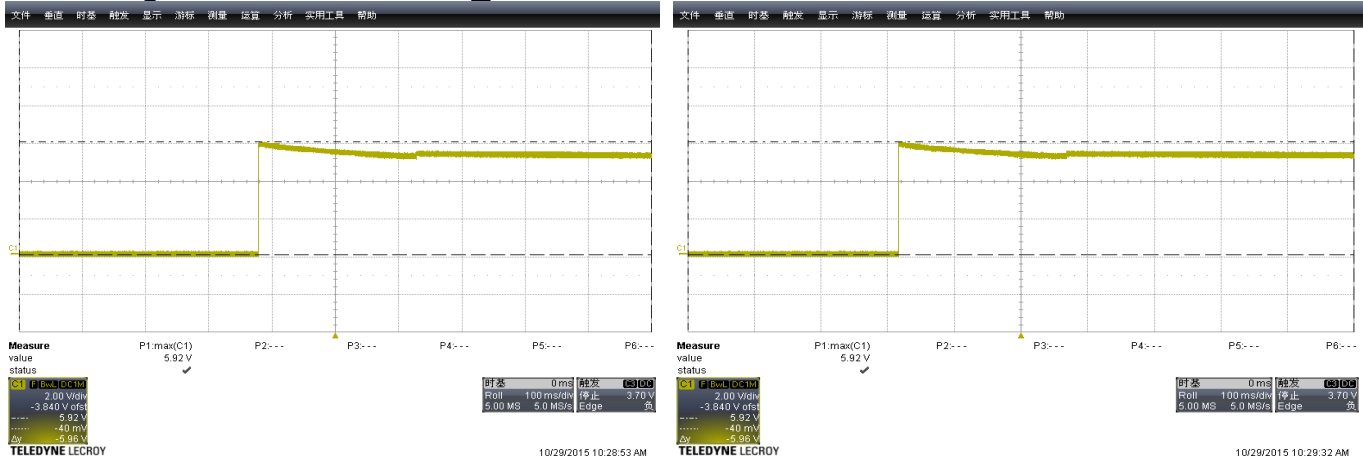 文件 垂直 时基 触发 显示 游标 测量 运算 分析 实用工具 帮助
C1
Measure P1:max(C1) P2:- - - P3:- - - P4:- - - P5:- - - P6:- - -
value 5.92 V
status ✔
C1 F BwL DC1M
2.00 V/div
-3.840 V ofst
5.92 V
-40 mV
Δy -5.96 V
时基 0 ms
Roll 100 ms/div
5.00 MS 5.0 MS/s
触发 C3 DC
停止 3.70 V
Edge 负
TELEDYNE LECROY
10/29/2015 10:28:53 AM
文件 垂直 时基 触发 显示 游标 测量 运算 分析 实用工具 帮助
C1
Measure P1:max(C1) P2:- - - P3:- - - P4:- - - P5:- - - P6:- - -
value 5.92 V
status ✔
C1 F BwL DC1M
2.00 V/div
-3.840 V ofst
5.92 V
-40 mV
Δy -5.96 V
时基 0 ms
Roll 100 ms/div
5.00 MS 5.0 MS/s
触发 C3 DC
停止 3.70 V
Edge 负
TELEDYNE LECROY
10/29/2015 10:29:32 AM